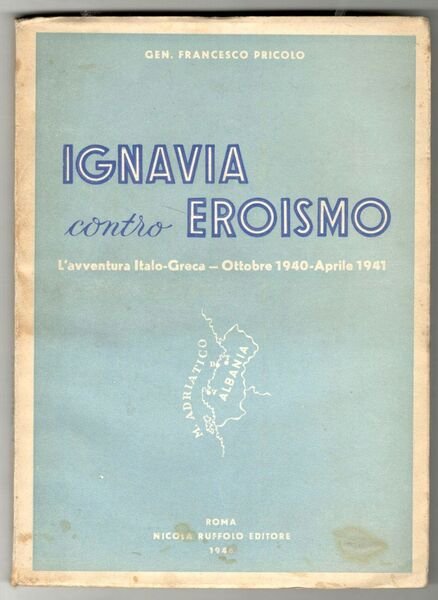 GEN. FRANCESCO PRICOLO
IGNAVIA
contro EROISMO
L'avventura Italo-Greca — Ottobre 1940-Aprile 1941
M. ADRIATICO
ALBANIA
ROMA
NICOLA RUFFOLO EDITORE
1946